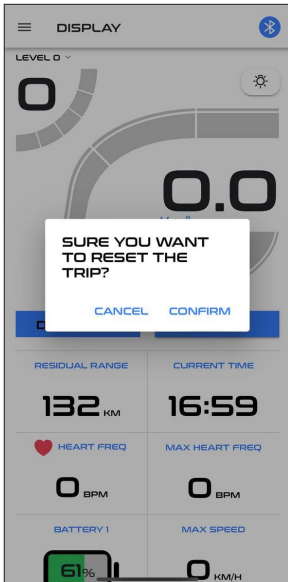 DISPLAY
LEVEL 0
0
0.0
SURE YOU WANT
TO RESET THE
TRIP?
CANCEL CONFIRM
RESIDUAL RANGE CURRENT TIME
132 KM 16:59
HEART FREQ MAX HEART FREQ
0 BPM 0 BPM
BATTERY 1 MAX SPEED
61% 0 KM/H